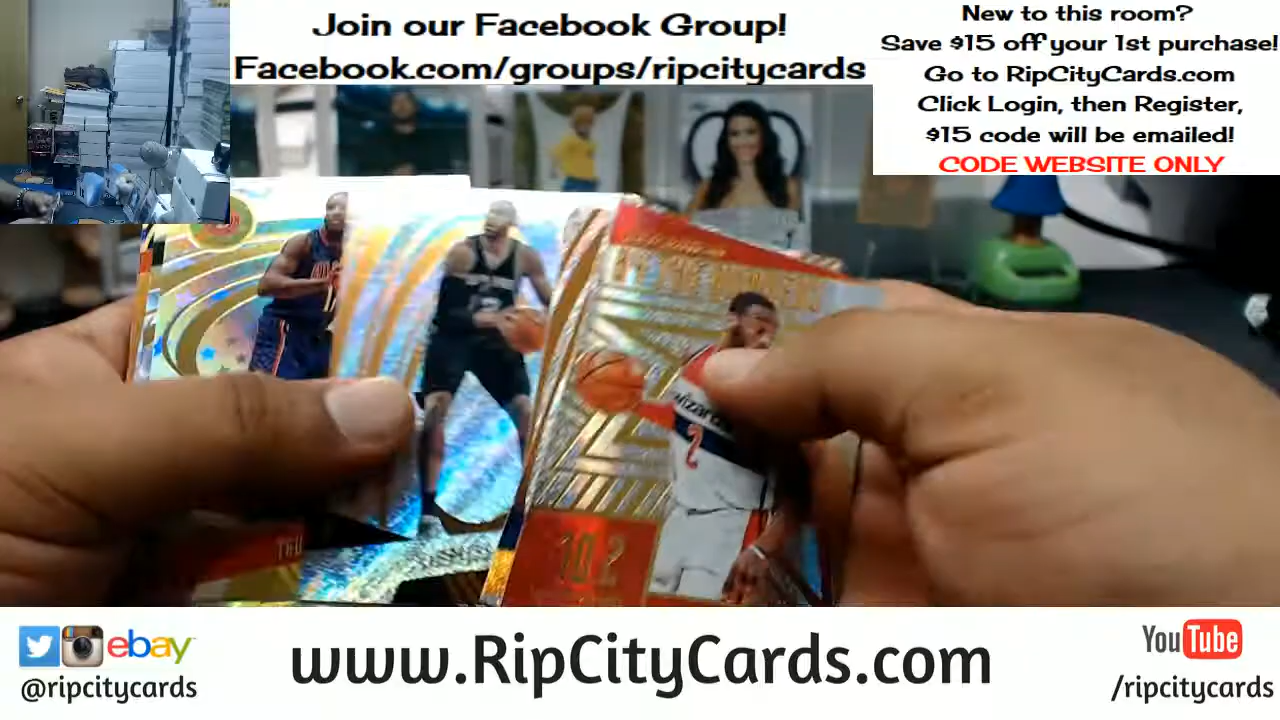 Join our Facebook Group!
Facebook.com/groups/ripcitycards
New to this room?
Save $15 off your 1st purchase!
Go to RipCityCards.com
Click Login, then Register,
$15 code will be emailed!
CODE WEBSITE ONLY
wizards
2
ebay
@ripcitycards
www.RipCityCards.com
YouTube
/ripcitycards